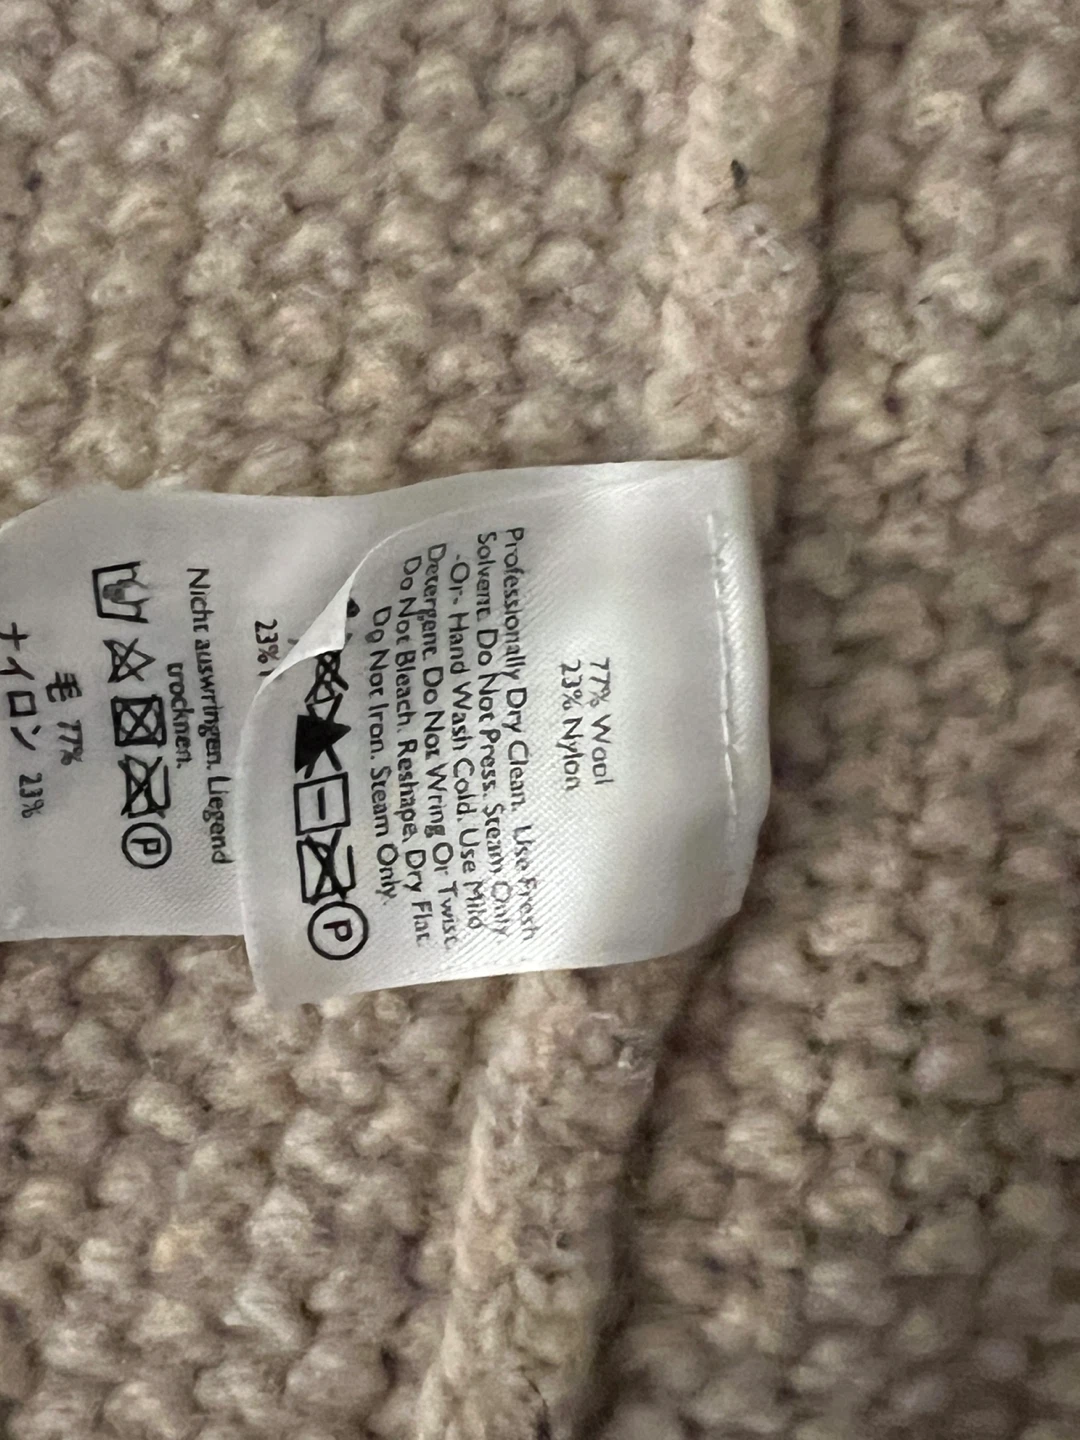 77% Wool
23% Nylon
Professionally Dry Clean. Use Fresh
Solvent. Do Not Press. Steam Only.
-Or- Hand Wash Cold. Use Mild
Detergent. Do Not Wring Or Twist.
Do Not Bleach. Reshape, Dry Flat.
Do Not Iron. Steam Only.
P
23%
Nicht auswringen. Liegend
trocknen.
P
毛 77%
ナイロン 23%